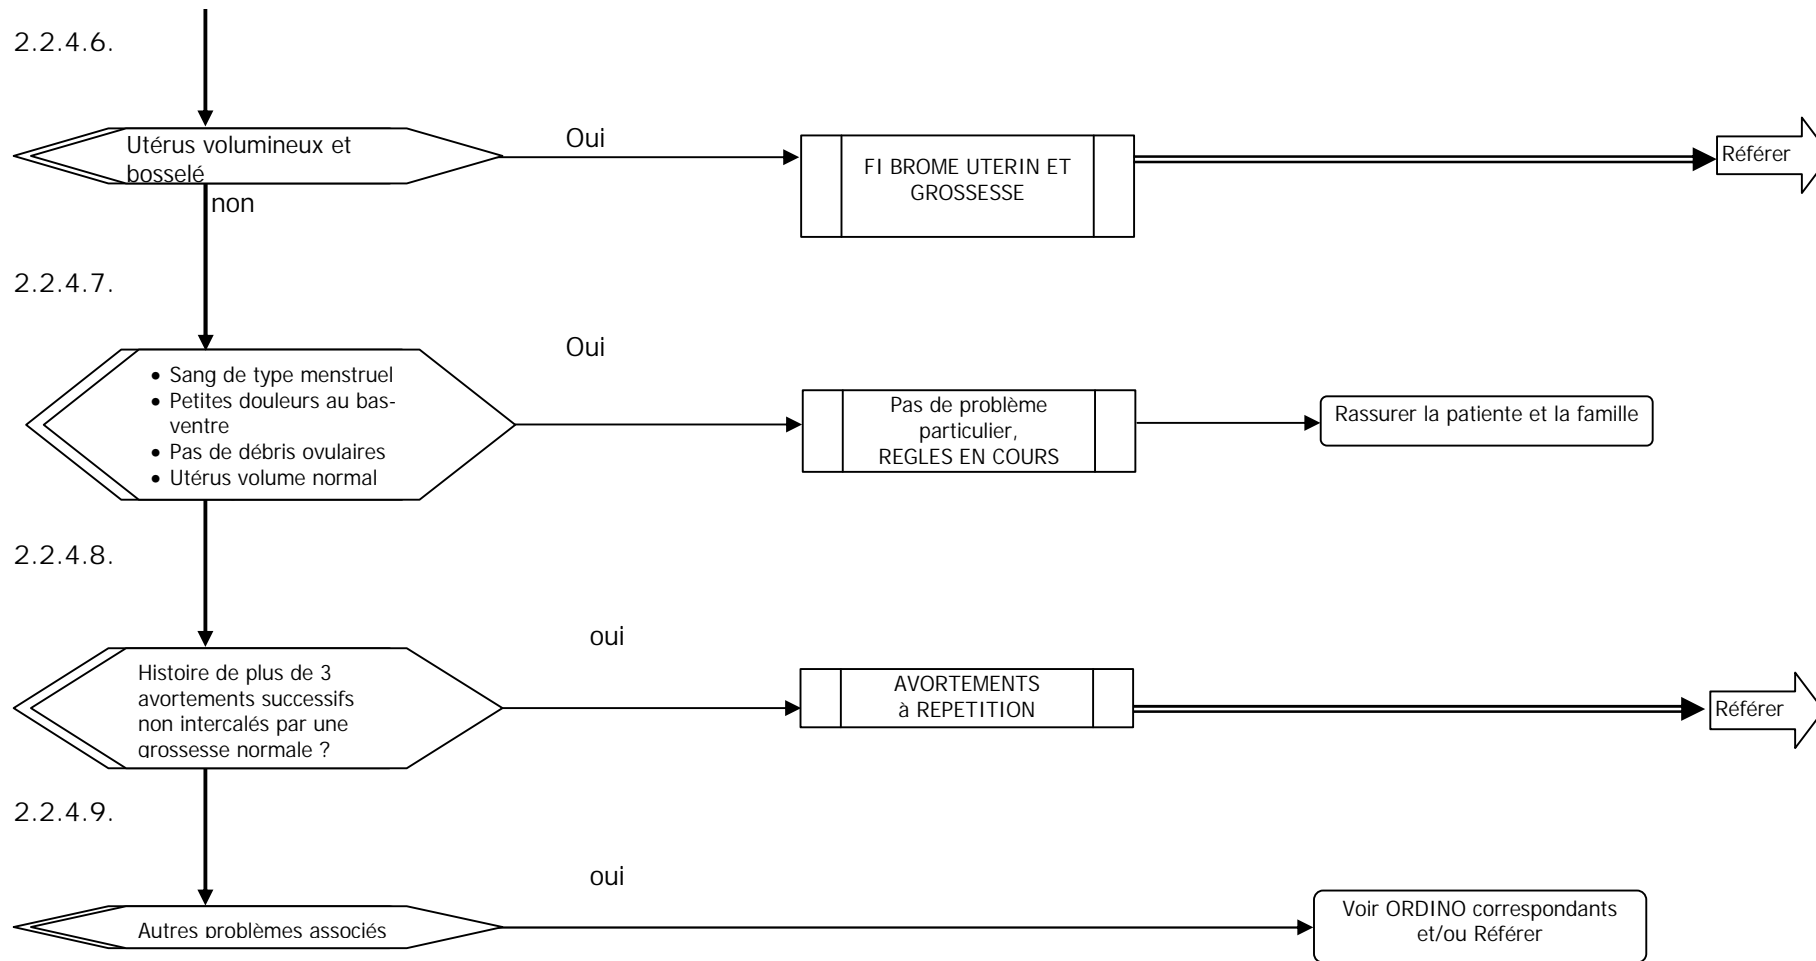 2.2.4.6.
Utérus volumineux et
bosselé
Oui
FI BROME UTERIN ET
GROSSESSE
Référer
non
2.2.4.7.
• Sang de type menstruel
• Petites douleurs au bas-
ventre
• Pas de débris ovulaires
• Utérus volume normal
Oui
Pas de problème
particulier,
REGLES EN COURS
Rassurer la patiente et la famille
2.2.4.8.
Histoire de plus de 3
avortements successifs
non intercalés par une
grossesse normale ?
oui
AVORTEMENTS
à REPETITION
Référer
2.2.4.9.
Autres problèmes associés
oui
Voir ORDINO correspondants
et/ou Référer